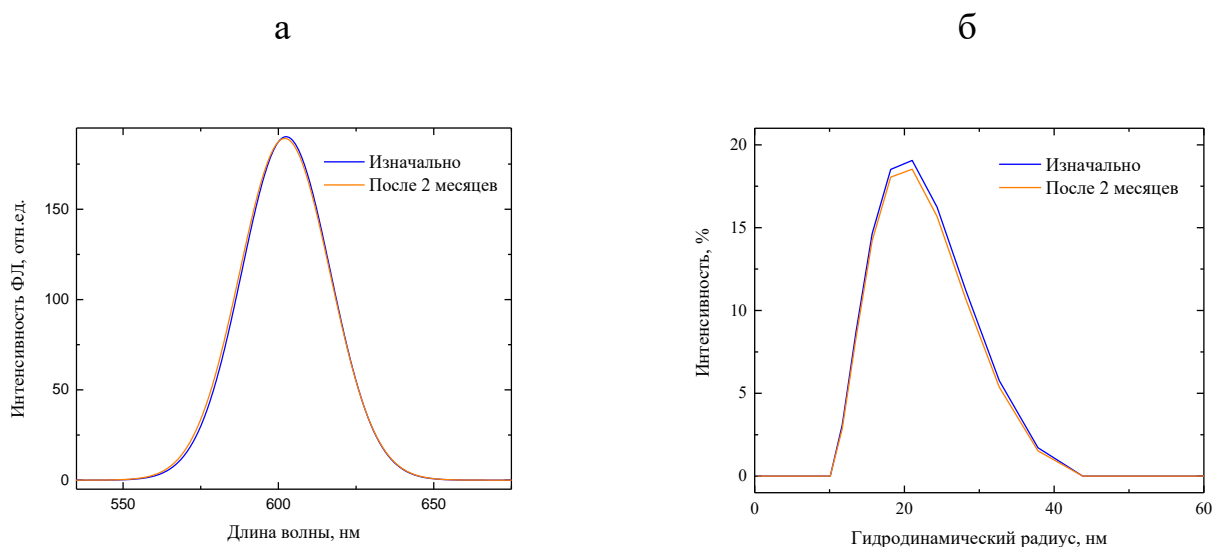 а
Интенсивность ФЛ, отн.ед.
150
100
50
0
550
600
650
Длина волны, нм
Изначально
После 2 месяцев
б
Интенсивность, %
20
15
10
5
0
0
20
40
60
Гидродинамический радиус, нм
Изначально
После 2 месяцев